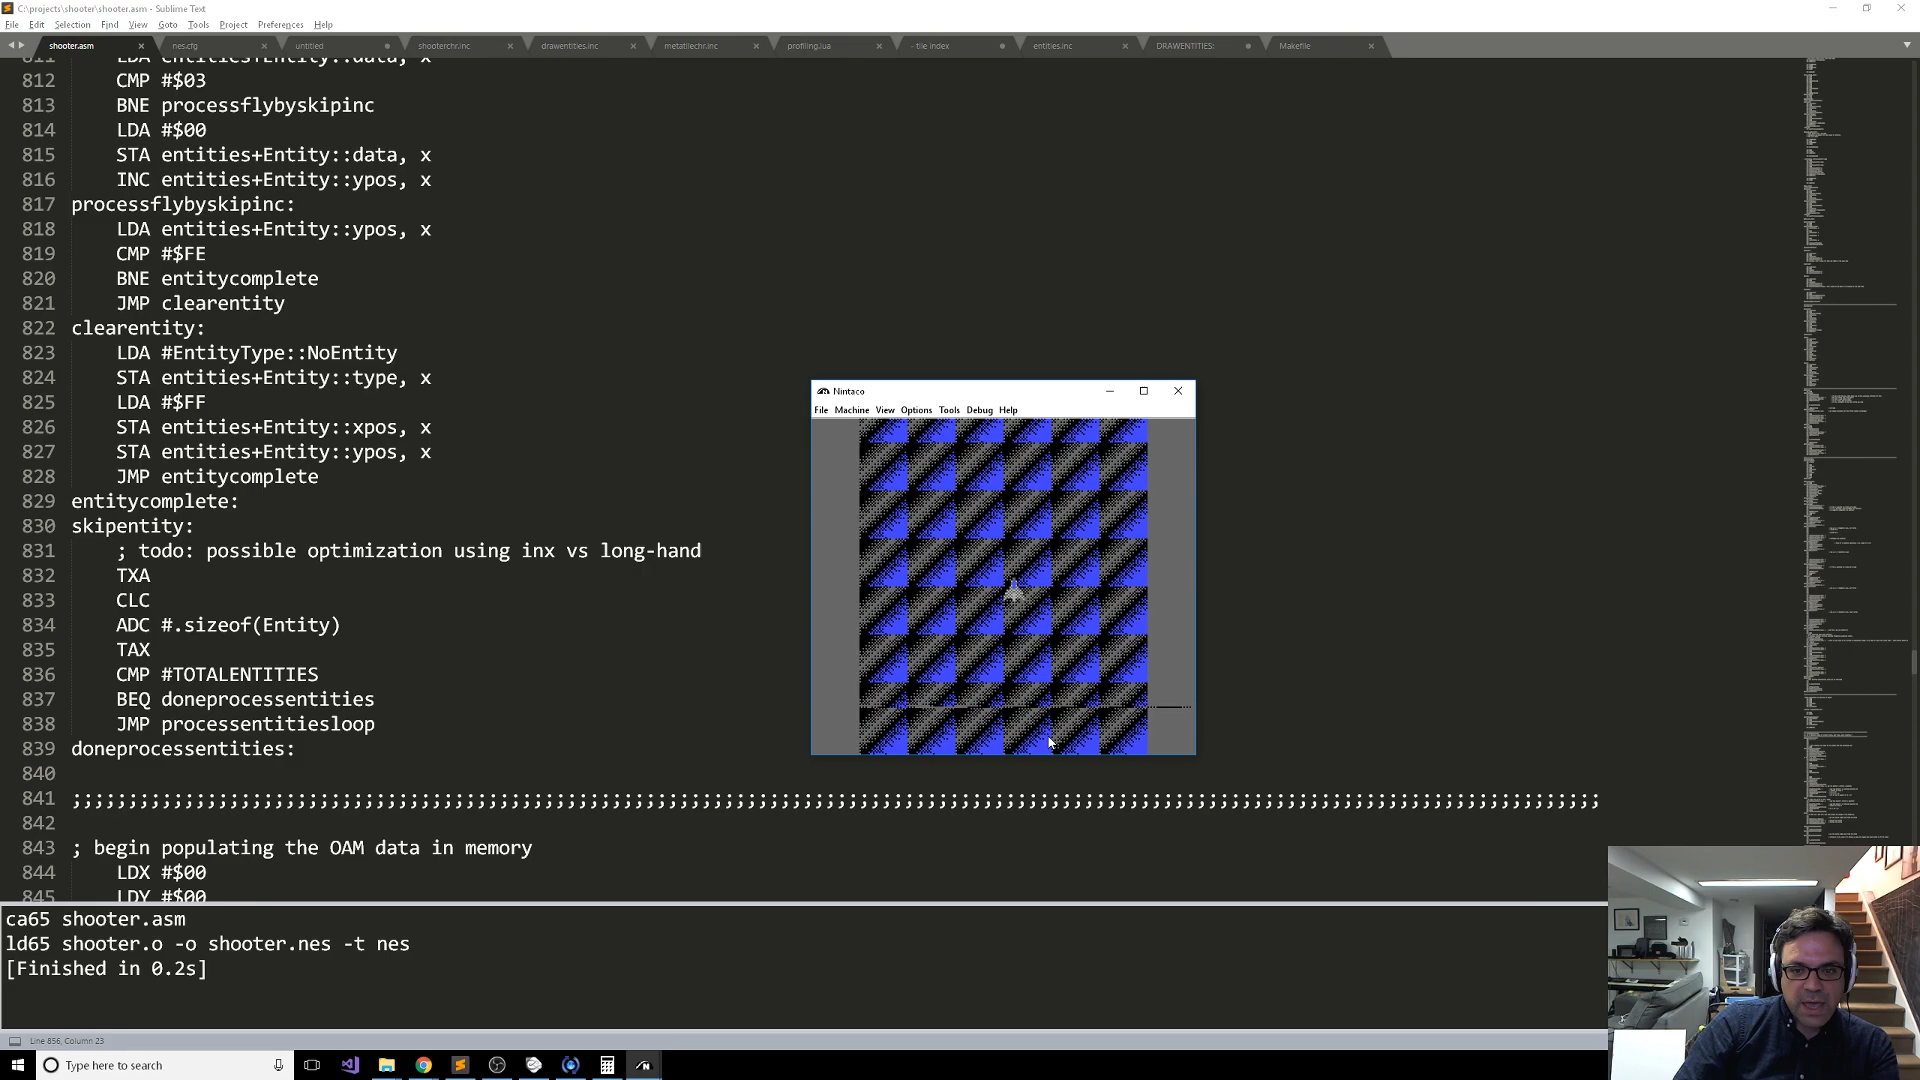 C:\projects\shooter\shooter.asm - Sublime Text
File Edit Selection Find View Goto Tools Project Preferences Help
shooter.asm nes.cfg untitled shooterchr.inc drawentities.inc metatilechr.inc profiling.lua - tile index entities.inc DRAWENTITIES: Makefile
811 LDA entities+Entity::data, x
812 CMP #$03
813 BNE processflybyskipinc
814 LDA #$00
815 STA entities+Entity::data, x
816 INC entities+Entity::ypos, x
817 processflybyskipinc:
818 LDA entities+Entity::ypos, x
819 CMP #$FE
820 BNE entitycomplete
821 JMP clearentity
822 clearentity:
823 LDA #EntityType::NoEntity
824 STA entities+Entity::type, x
825 LDA #$FF
826 STA entities+Entity::xpos, x
827 STA entities+Entity::ypos, x
828 JMP entitycomplete
829 entitycomplete:
830 skipentity:
831 ; todo: possible optimization using inx vs long-hand
832 TXA
833 CLC
834 ADC #.sizeof(Entity)
835 TAX
836 CMP #TOTALENTITIES
837 BEQ doneprocessentities
838 JMP processentitiesloop
839 doneprocessentities:
840
841 ;;;;;;;;;;;;;;;;;;;;;;;;;;;;;;;;;;;;;;;;;;;;;;;;;;;;;;;;;;;;;;;;;;;;;;;;;;;;;;;;;;;;;;;;;;;;;;;;;;;;;;;;;;;;;;;;;;;;;;;;;;;;;;;;;;;;;;;;
842
843 ; begin populating the OAM data in memory
844 LDX #$00
845 LDY #$00
Nintaco
File Machine View Options Tools Debug Help
ca65 shooter.asm
ld65 shooter.o -o shooter.nes -t nes
[Finished in 0.2s]
Line 856, Column 23
Type here to search